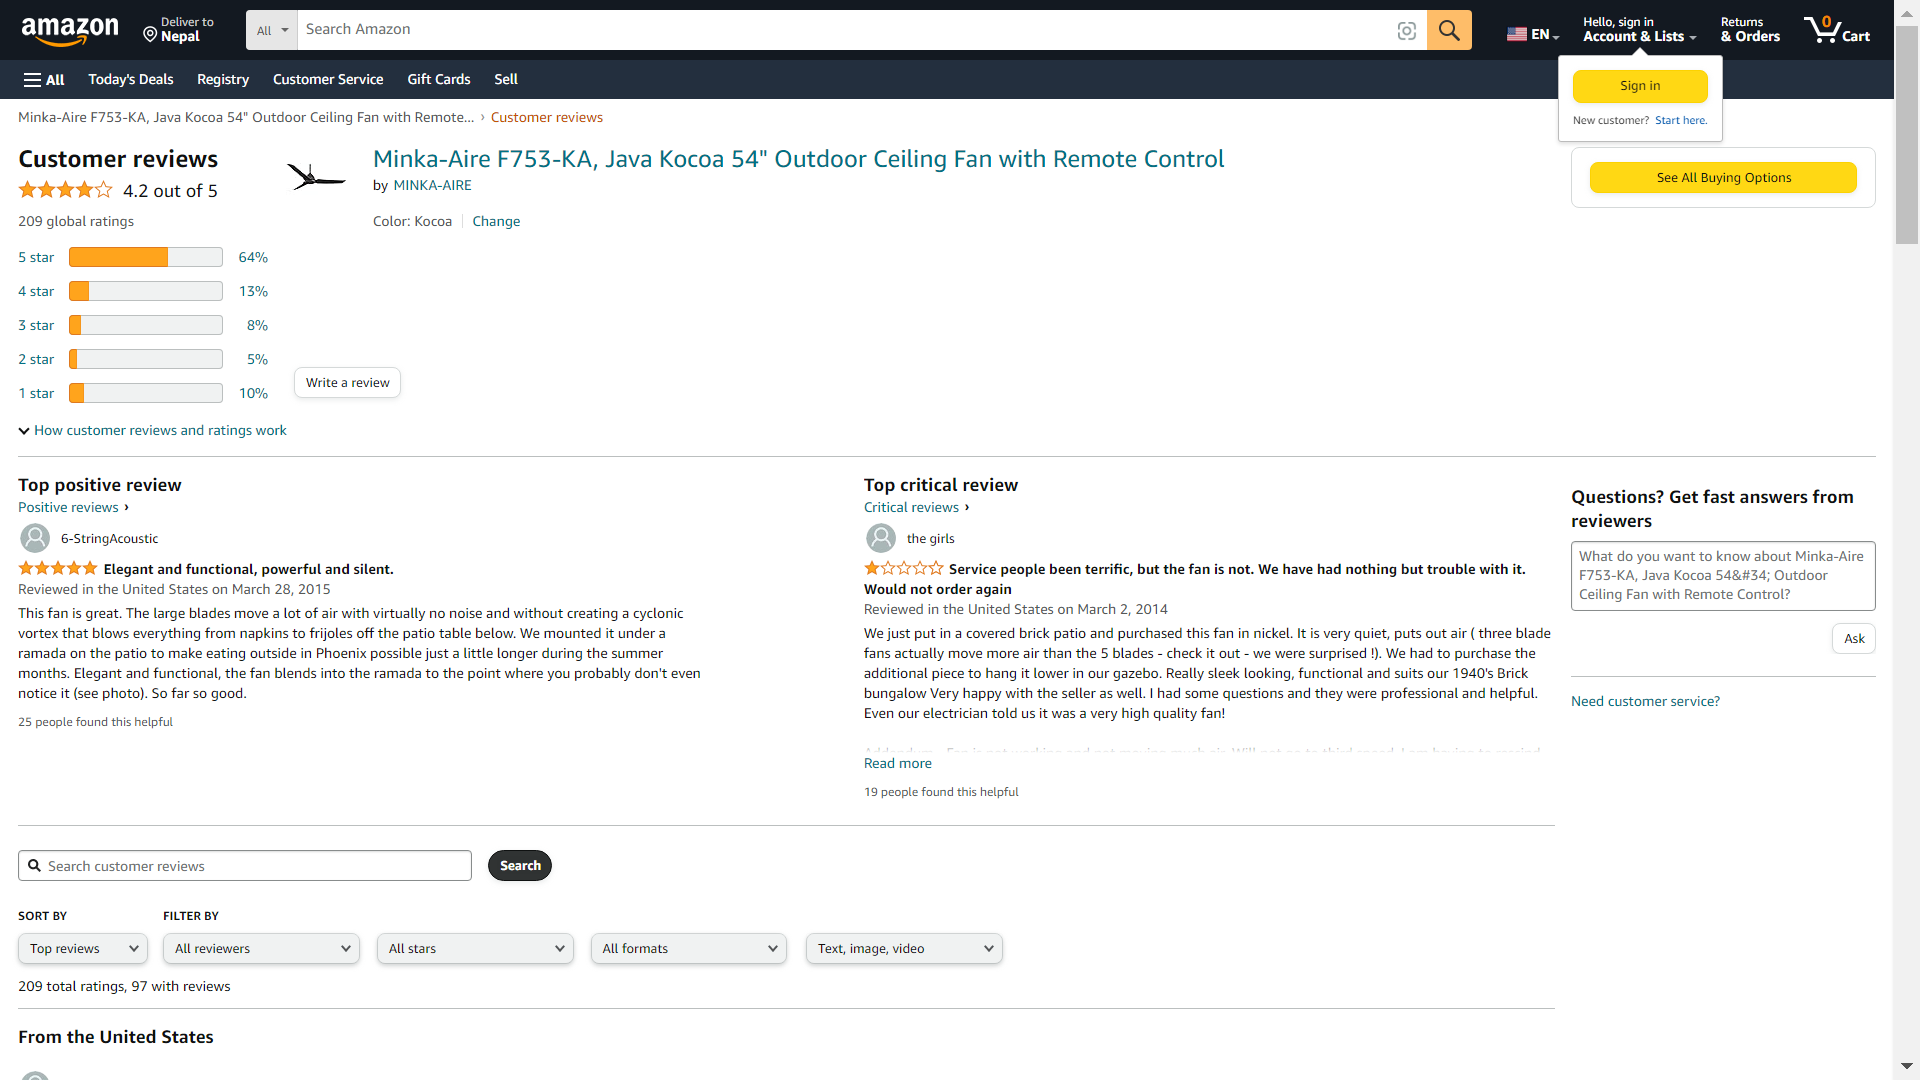 amazon
Deliver to
Nepal
All
Search Amazon
EN
Hello, sign in
Account & Lists
Returns
& Orders
0
Cart
All
Today's Deals
Registry
Customer Service
Gift Cards
Sell
Sign in
New customer? Start here.
Minka-Aire F753-KA, Java Kocoa 54" Outdoor Ceiling Fan with Remote... › Customer reviews
Customer reviews
4.2 out of 5
209 global ratings
5 star 64%
4 star 13%
3 star 8%
2 star 5%
1 star 10%
How customer reviews and ratings work
Minka-Aire F753-KA, Java Kocoa 54" Outdoor Ceiling Fan with Remote Control
by MINKA-AIRE
Color: Kocoa
Change
Write a review
See All Buying Options
Top positive review
Positive reviews ›
6-StringAcoustic
Elegant and functional, powerful and silent.
Reviewed in the United States on March 28, 2015
This fan is great. The large blades move a lot of air with virtually no noise and without creating a cyclonic
vortex that blows everything from napkins to frijoles off the patio table below. We mounted it under a
ramada on the patio to make eating outside in Phoenix possible just a little longer during the summer
months. Elegant and functional, the fan blends into the ramada to the point where you probably don't even
notice it (see photo). So far so good.
25 people found this helpful
Top critical review
Critical reviews ›
the girls
Service people been terrific, but the fan is not. We have had nothing but trouble with it.
Would not order again
Reviewed in the United States on March 2, 2014
We just put in a covered brick patio and purchased this fan in nickel. It is very quiet, puts out air ( three blade
fans actually move more air than the 5 blades - check it out - we were surprised !). We had to purchase the
additional piece to hang it lower in our gazebo. Really sleek looking, functional and suits our 1940's Brick
bungalow Very happy with the seller as well. I had some questions and they were professional and helpful.
Even our electrician told us it was a very high quality fan!
Read more
19 people found this helpful
Questions? Get fast answers from
reviewers
What do you want to know about Minka-Aire
F753-KA, Java Kocoa 54&#34; Outdoor
Ceiling Fan with Remote Control?
Ask
Need customer service?
Search customer reviews
Search
SORT BY
FILTER BY
Top reviews
All reviewers
All stars
All formats
Text, image, video
209 total ratings, 97 with reviews
From the United States